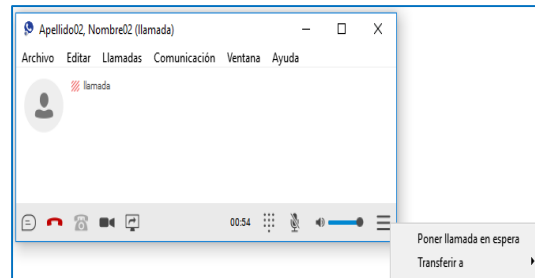 Apellido02, Nombre02 (llamada)
Archivo Editar Llamadas Comunicación Ventana Ayuda
llamada
00:54
Poner llamada en espera
Transferir a